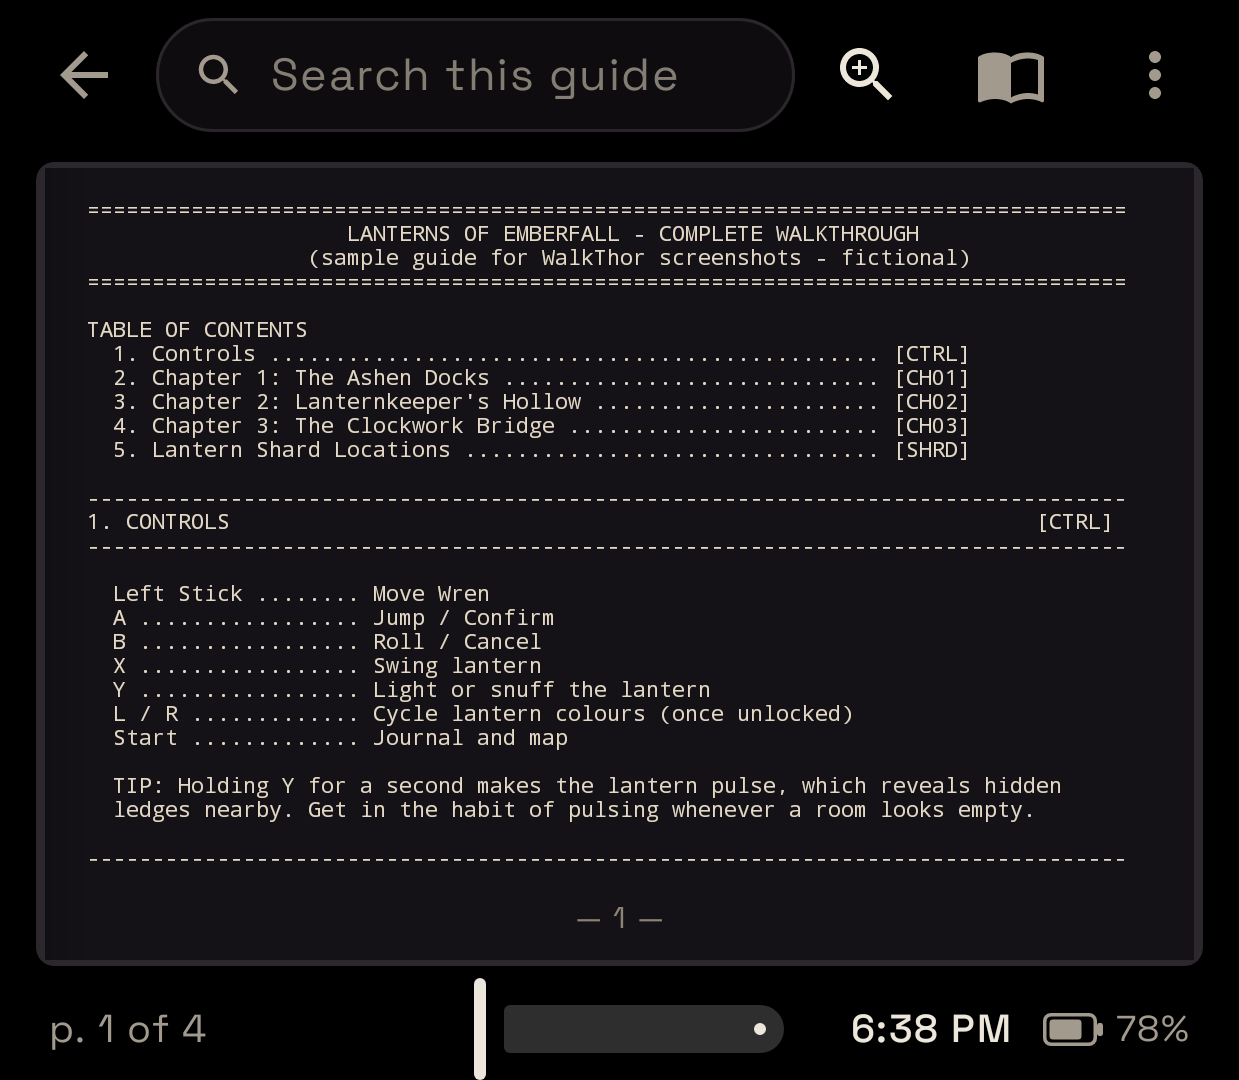 Search this guide
================================================================================
                    LANTERNS OF EMBERFALL - COMPLETE WALKTHROUGH
                 (sample guide for WalkThor screenshots - fictional)
================================================================================
TABLE OF CONTENTS
  1. Controls ............................................... [CTRL]
  2. Chapter 1: The Ashen Docks ............................. [CH01]
  3. Chapter 2: Lanternkeeper's Hollow ...................... [CH02]
  4. Chapter 3: The Clockwork Bridge ........................ [CH03]
  5. Lantern Shard Locations ................................ [SHRD]
--------------------------------------------------------------------------------
1. CONTROLS                                                              [CTRL]
--------------------------------------------------------------------------------
  Left Stick ........ Move Wren
  A ................. Jump / Confirm
  B ................. Roll / Cancel
  X ................. Swing lantern
  Y ................. Light or snuff the lantern
  L / R ............. Cycle lantern colours (once unlocked)
  Start ............. Journal and map
  TIP: Holding Y for a second makes the lantern pulse, which reveals hidden
  ledges nearby. Get in the habit of pulsing whenever a room looks empty.
--------------------------------------------------------------------------------
— 1 —
p. 1 of 4
6:38 PM
78%